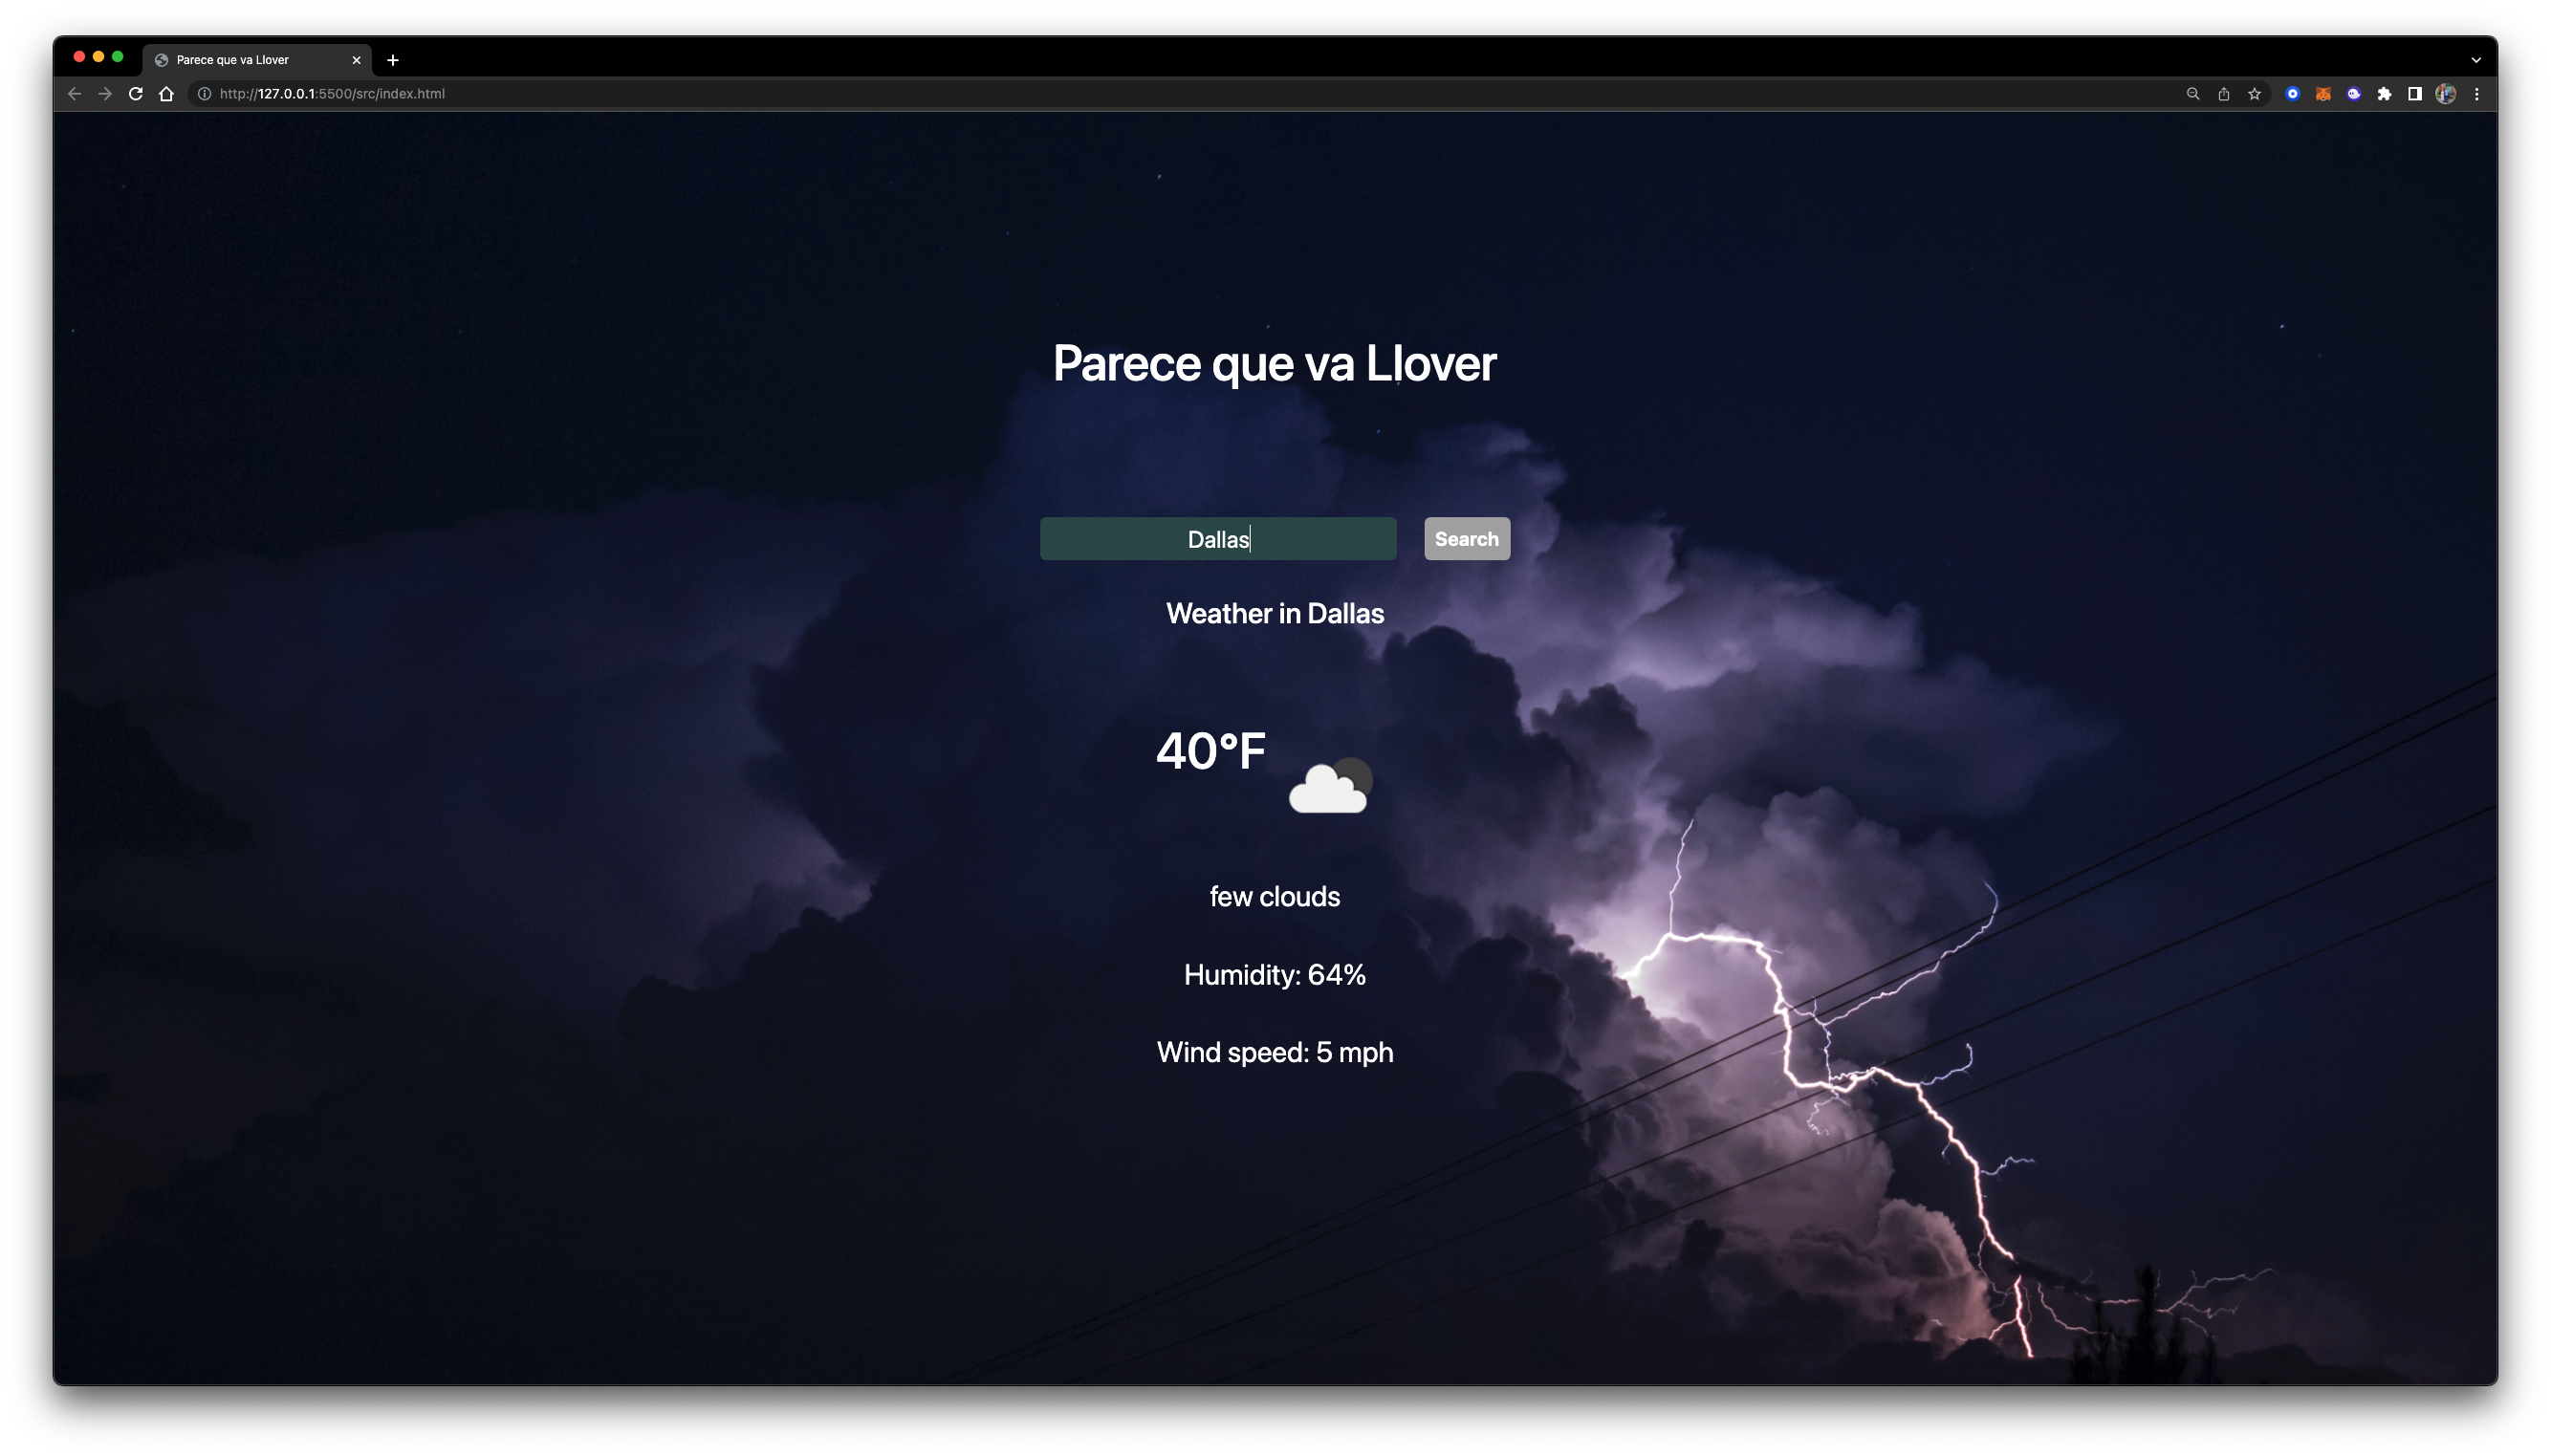 Parece que va Llover
http://127.0.0.1:5500/src/index.html
Parece que va Llover
Dallas
Search
Weather in Dallas
40°F
few clouds
Humidity: 64%
Wind speed: 5 mph